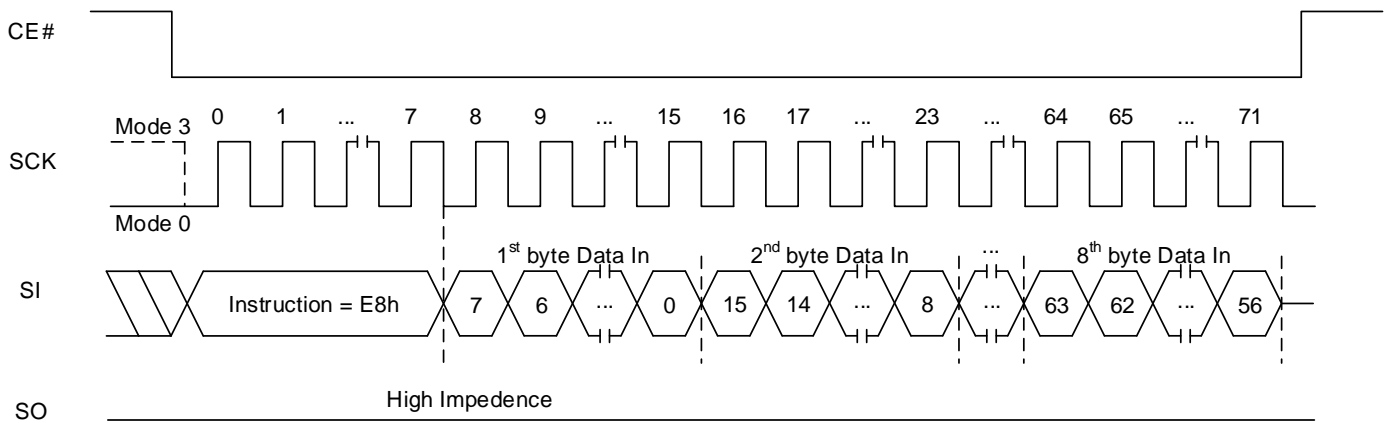 CE#
0 1 ... 7 8 9 ... 15 16 17 ... 23 ... 64 65 ... 71
Mode 3
SCK
Mode 0
1st byte Data In 2nd byte Data In ... 8th byte Data In
SI Instruction = E8h 7 6 ... 0 15 14 ... 8 ... 63 62 ... 56
High Impedence
SO